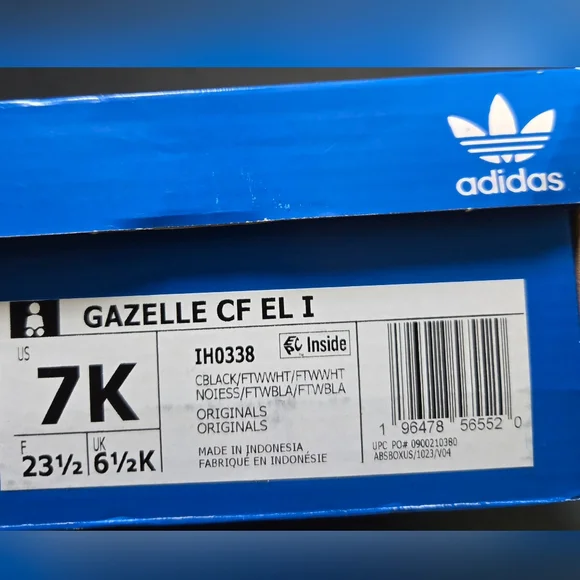 adidas
GAZELLE CF EL I
US
7K
F
23½
UK
6½K
IH0338
Inside
CBLACK/FTWWHT/FTWWHT
NOIESS/FTWBLA/FTWBLA
ORIGINALS
ORIGINALS
MADE IN INDONESIA
FABRIQUÉ EN INDONÉSIE
1 96478 56552 0
UPC PO# 0900210380
ABSBOXUS/1023/V04